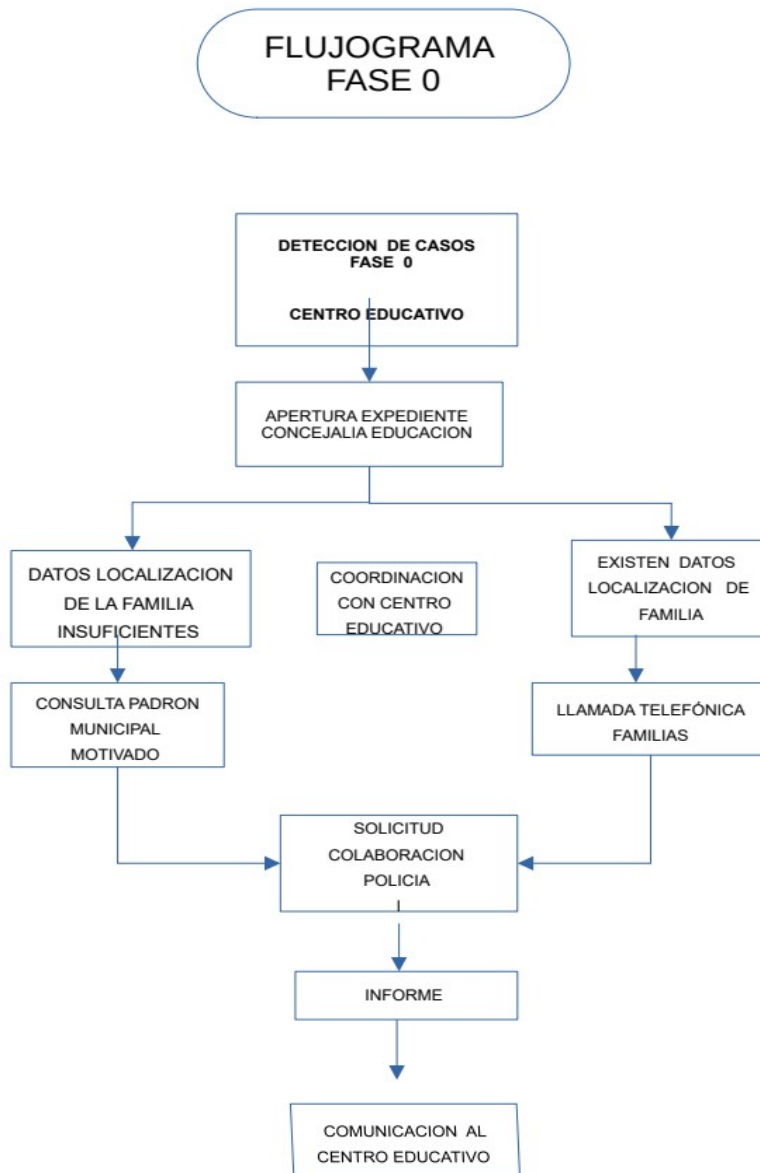 FLUJOGRAMA
FASE 0
DETECCION DE CASOS
FASE 0
CENTRO EDUCATIVO
APERTURA EXPEDIENTE
CONCEJALIA EDUCACION
DATOS LOCALIZACION
DE LA FAMILIA
INSUFICIENTES
COORDINACION
CON CENTRO
EDUCATIVO
EXISTEN DATOS
LOCALIZACION DE
FAMILIA
CONSULTA PADRON
MUNICIPAL
MOTIVADO
LLAMADA TELEFÓNICA
FAMILIAS
SOLICITUD
COLABORACION
POLICIA
l
INFORME
COMUNICACION AL
CENTRO EDUCATIVO